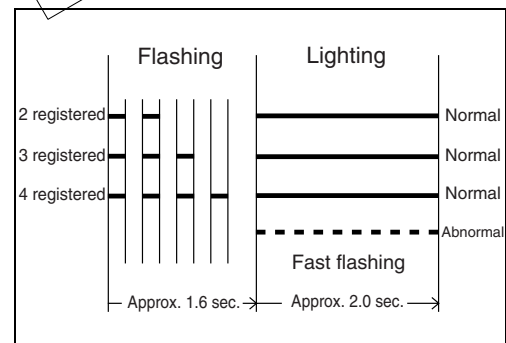 Flashing Lighting
2 registered Normal
3 registered Normal
4 registered Normal
Abnormal
Fast flashing
Approx. 1.6 sec. Approx. 2.0 sec.